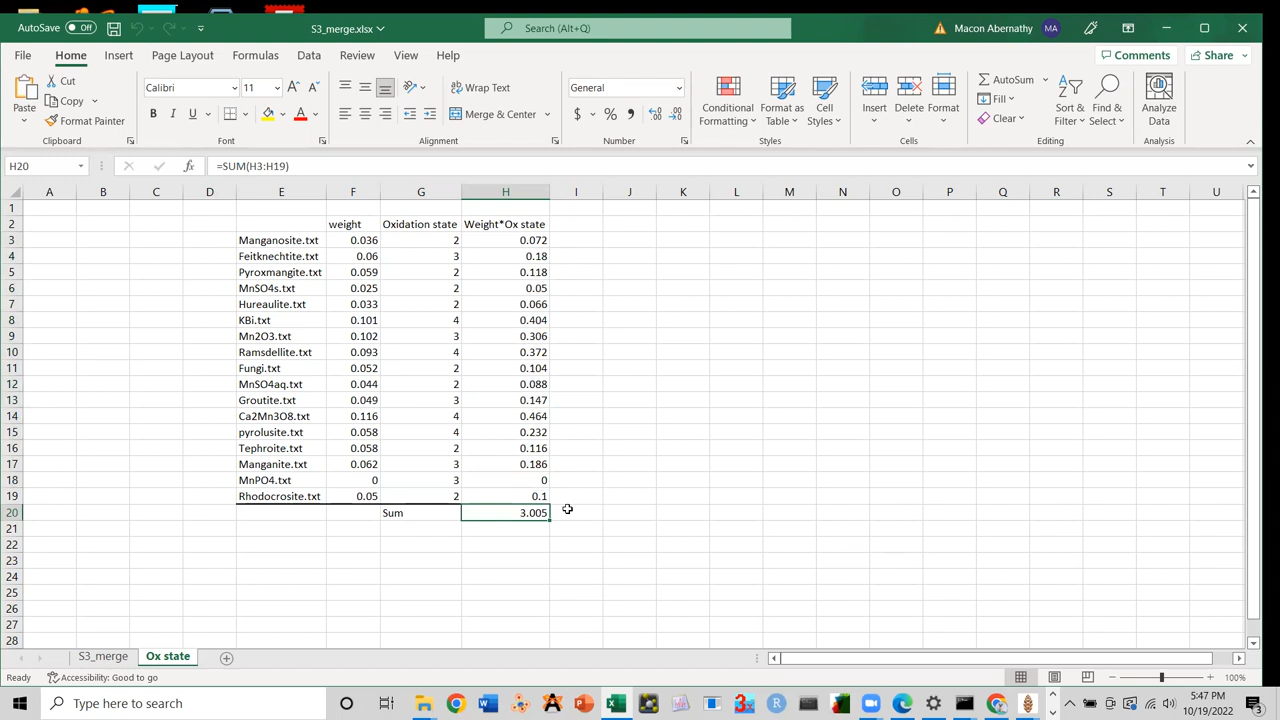 AutoSave Off S3_merge.xlsx Search (Alt+Q) Macon Abernathy MA
File Home Insert Page Layout Formulas Data Review View Help Comments Share
Paste Cut Copy Format Painter Clipboard
Calibri 11 B I U A Font
Wrap Text Merge & Center Alignment
General $ % Number
Conditional Formatting Format as Table Cell Styles Styles
Insert Delete Format Cells
AutoSum Fill Clear Sort & Filter Find & Select Editing
Analyze Data Analysis
H20 fx =SUM(H3:H19)
A B C D E F G H I J K L M N O P Q R S T U
1
2 weight Oxidation state Weight*Ox state
3 Manganosite.txt 0.036 2 0.072
4 Feitknechtite.txt 0.06 3 0.18
5 Pyroxmangite.txt 0.059 2 0.118
6 MnSO4s.txt 0.025 2 0.05
7 Hureaulite.txt 0.033 2 0.066
8 KBi.txt 0.101 4 0.404
9 Mn2O3.txt 0.102 3 0.306
10 Ramsdellite.txt 0.093 4 0.372
11 Fungi.txt 0.052 2 0.104
12 MnSO4aq.txt 0.044 2 0.088
13 Groutite.txt 0.049 3 0.147
14 Ca2Mn3O8.txt 0.116 4 0.464
15 pyrolusite.txt 0.058 4 0.232
16 Tephroite.txt 0.058 2 0.116
17 Manganite.txt 0.062 3 0.186
18 MnPO4.txt 0 3 0
19 Rhodocrosite.txt 0.05 2 0.1
20 Sum 3.005
21
22
23
24
25
26
27
28
S3_merge Ox state
Ready Accessibility: Good to go 100%
Type here to search 5:47 PM
10/19/2022